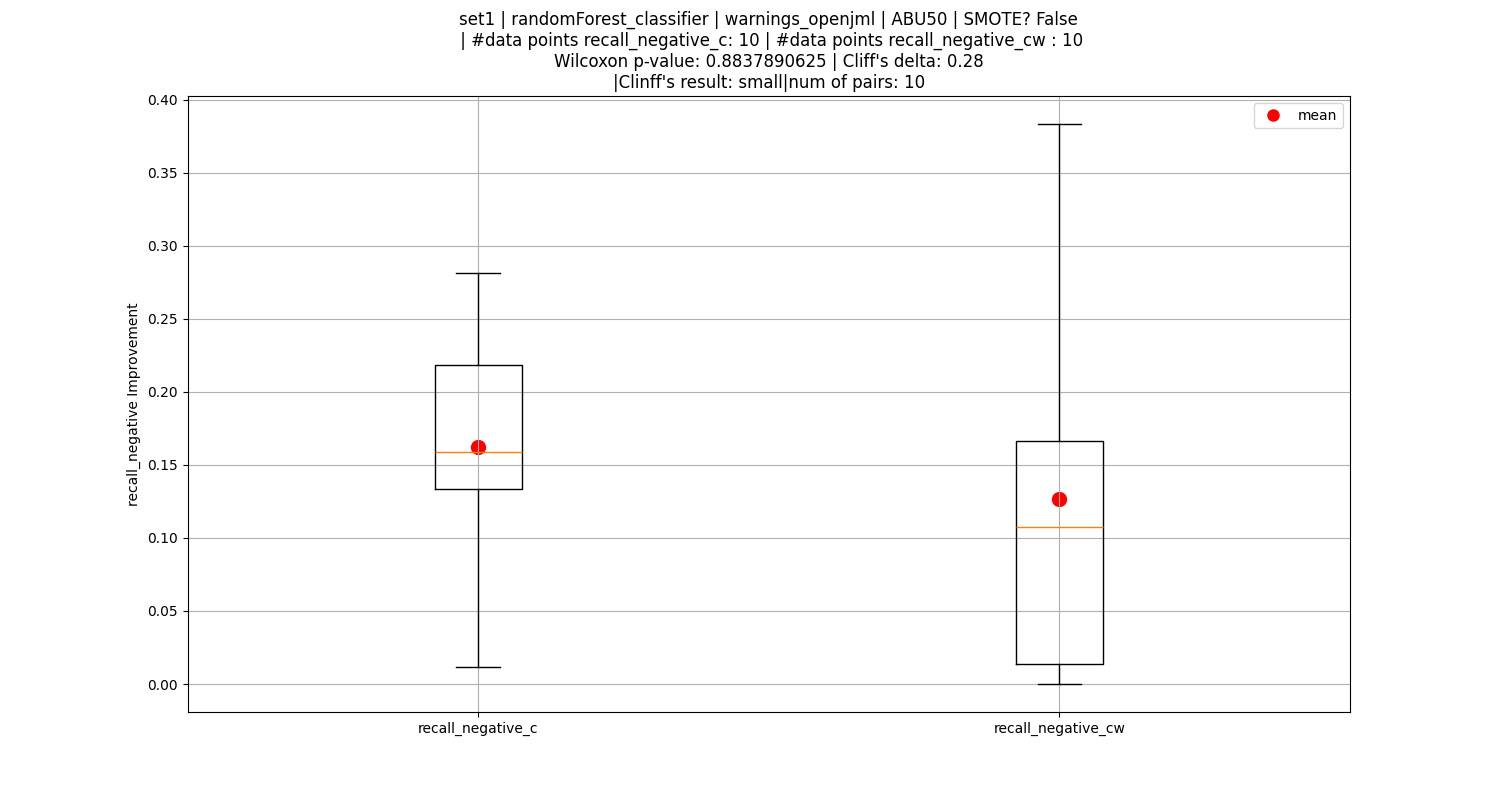 set1 | randomForest_classifier | warnings_openjml | ABU50 | SMOTE? False
| #data points recall_negative_c: 10 | #data points recall_negative_cw : 10
Wilcoxon p-value: 0.8837890625 | Cliff's delta: 0.28
|Clinff's result: small|num of pairs: 10
mean
recall_negative Improvement
0.40
0.35
0.30
0.25
0.20
0.15
0.10
0.05
0.00
recall_negative_c
recall_negative_cw